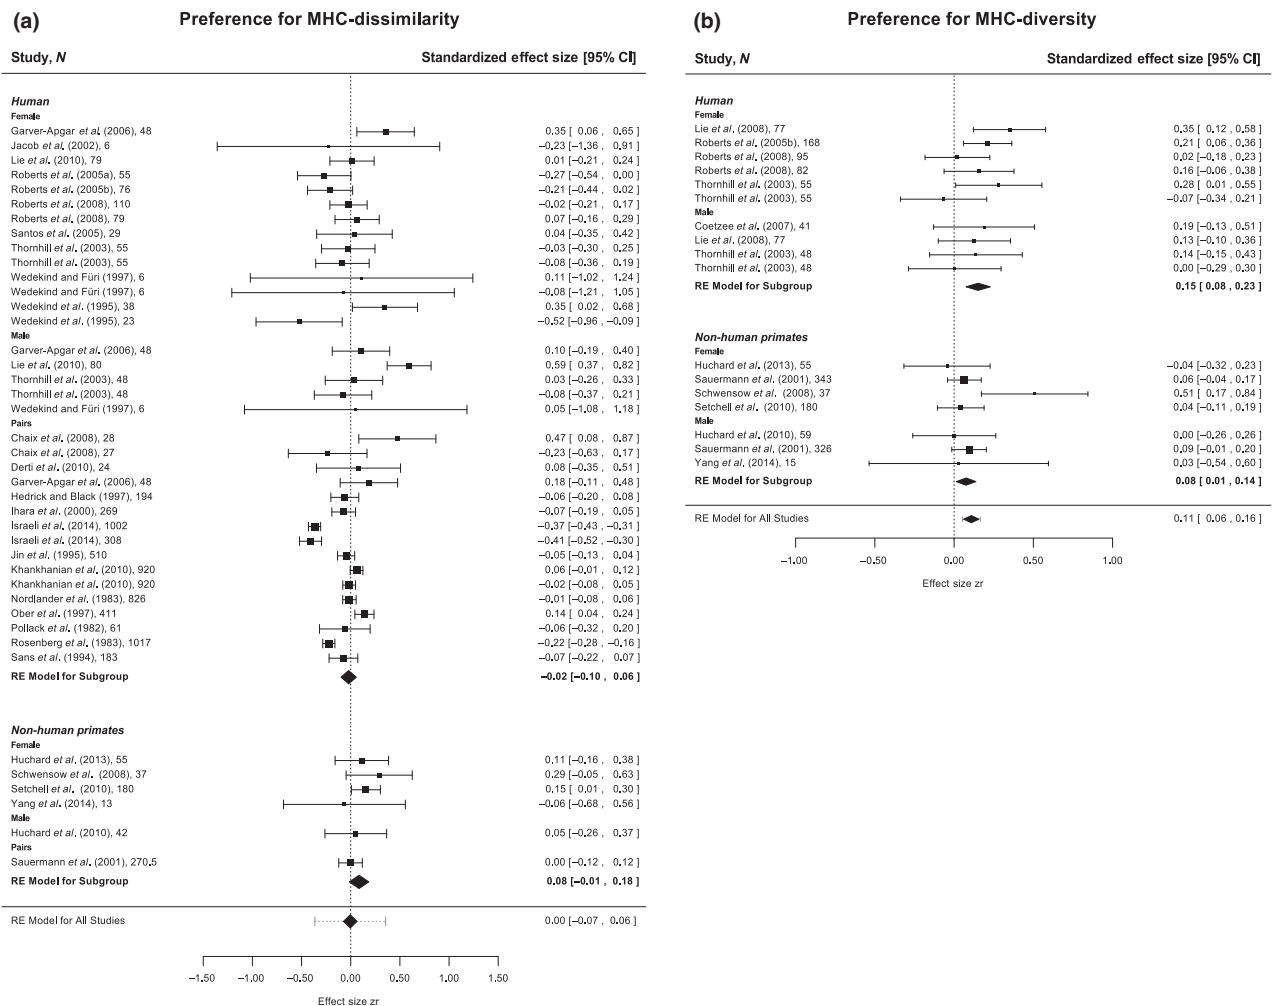 (a) Preference for MHC-dissimilarity
Study, N Standardized effect size [95% CI]
Human
Female
Garver-Apgar et al. (2006), 48 0.35 [ 0.06 , 0.65 ]
Jacob et al. (2002), 6 −0.23 [−1.36 , 0.91 ]
Lie et al. (2010), 79 0.01 [−0.21 , 0.24 ]
Roberts et al. (2005a), 55 −0.27 [−0.54 , 0.00 ]
Roberts et al. (2005b), 76 −0.21 [−0.44 , 0.02 ]
Roberts et al. (2008), 110 −0.02 [−0.21 , 0.17 ]
Roberts et al. (2008), 79 0.07 [−0.16 , 0.29 ]
Santos et al. (2005), 29 0.04 [−0.35 , 0.42 ]
Thornhill et al. (2003), 55 −0.03 [−0.30 , 0.25 ]
Thornhill et al. (2003), 55 −0.08 [−0.36 , 0.19 ]
Wedekind and Füri (1997), 6 0.11 [−1.02 , 1.24 ]
Wedekind and Füri (1997), 6 −0.08 [−1.21 , 1.05 ]
Wedekind et al. (1995), 38 0.35 [ 0.02 , 0.68 ]
Wedekind et al. (1995), 23 −0.52 [−0.96 , −0.09 ]
Male
Garver-Apgar et al. (2006), 48 0.10 [−0.19 , 0.40 ]
Lie et al. (2010), 80 0.59 [ 0.37 , 0.82 ]
Thornhill et al. (2003), 48 0.03 [−0.26 , 0.33 ]
Thornhill et al. (2003), 48 −0.08 [−0.37 , 0.21 ]
Wedekind and Füri (1997), 6 0.05 [−1.08 , 1.18 ]
Pairs
Chaix et al. (2008), 28 0.47 [ 0.08 , 0.87 ]
Chaix et al. (2008), 27 −0.23 [−0.63 , 0.17 ]
Derti et al. (2010), 24 0.08 [−0.35 , 0.51 ]
Garver-Apgar et al. (2006), 48 0.18 [−0.11 , 0.48 ]
Hedrick and Black (1997), 194 −0.06 [−0.20 , 0.08 ]
Ihara et al. (2000), 269 −0.07 [−0.19 , 0.05 ]
Israeli et al. (2014), 1002 −0.37 [−0.43 , −0.31 ]
Israeli et al. (2014), 308 −0.41 [−0.52 , −0.30 ]
Jin et al. (1995), 510 −0.05 [−0.13 , 0.04 ]
Khankhanian et al. (2010), 920 0.06 [−0.01 , 0.12 ]
Khankhanian et al. (2010), 920 −0.02 [−0.08 , 0.05 ]
Nordlander et al. (1983), 826 −0.01 [−0.08 , 0.06 ]
Ober et al. (1997), 411 0.14 [ 0.04 , 0.24 ]
Pollack et al. (1982), 61 −0.06 [−0.32 , 0.20 ]
Rosenberg et al. (1983), 1017 −0.22 [−0.28 , −0.16 ]
Sans et al. (1994), 183 −0.07 [−0.22 , 0.07 ]
RE Model for Subgroup −0.02 [−0.10 , 0.06 ]
Non-human primates
Female
Huchard et al. (2013), 55 0.11 [−0.16 , 0.38 ]
Schwensow et al. (2008), 37 0.29 [−0.05 , 0.63 ]
Setchell et al. (2010), 180 0.15 [ 0.01 , 0.30 ]
Yang et al. (2014), 13 −0.06 [−0.68 , 0.56 ]
Male
Huchard et al. (2010), 42 0.05 [−0.26 , 0.37 ]
Pairs
Sauermann et al. (2001), 270.5 0.00 [−0.12 , 0.12 ]
RE Model for Subgroup 0.08 [−0.01 , 0.18 ]
RE Model for All Studies 0.00 [−0.07 , 0.06 ]
−1.50 −1.00 −0.50 0.00 0.50 1.00 1.50
Effect size zr
(b) Preference for MHC-diversity
Study, N Standardized effect size [95% CI]
Human
Female
Lie et al. (2008), 77 0.35 [ 0.12 , 0.58 ]
Roberts et al. (2005b), 168 0.21 [ 0.06 , 0.36 ]
Roberts et al. (2008), 95 0.02 [−0.18 , 0.23 ]
Roberts et al. (2008), 82 0.16 [−0.06 , 0.38 ]
Thornhill et al. (2003), 55 0.28 [ 0.01 , 0.55 ]
Thornhill et al. (2003), 55 −0.07 [−0.34 , 0.21 ]
Male
Coetzee et al. (2007), 41 0.19 [−0.13 , 0.51 ]
Lie et al. (2008), 77 0.13 [−0.10 , 0.36 ]
Thornhill et al. (2003), 48 0.14 [−0.15 , 0.43 ]
Thornhill et al. (2003), 48 0.00 [−0.29 , 0.30 ]
RE Model for Subgroup 0.15 [ 0.08 , 0.23 ]
Non-human primates
Female
Huchard et al. (2013), 55 −0.04 [−0.32 , 0.23 ]
Sauermann et al. (2001), 343 0.06 [−0.04 , 0.17 ]
Schwensow et al. (2008), 37 0.51 [ 0.17 , 0.84 ]
Setchell et al. (2010), 180 0.04 [−0.11 , 0.19 ]
Male
Huchard et al. (2010), 59 0.00 [−0.26 , 0.26 ]
Sauermann et al. (2001), 326 0.09 [−0.01 , 0.20 ]
Yang et al. (2014), 15 0.03 [−0.54 , 0.60 ]
RE Model for Subgroup 0.08 [ 0.01 , 0.14 ]
RE Model for All Studies 0.11 [ 0.06 , 0.16 ]
−1.00 −0.50 0.00 0.50 1.00
Effect size zr